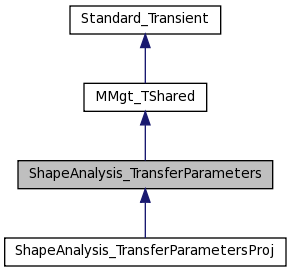 Standard_Transient
MMgt_TShared
ShapeAnalysis_TransferParameters
ShapeAnalysis_TransferParametersProj